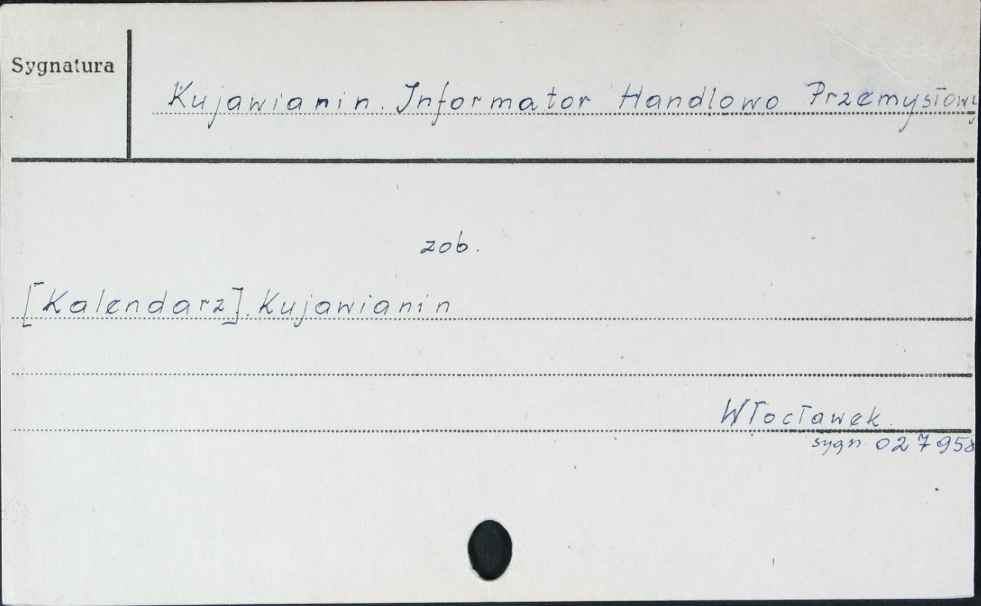 Sygnatura
Kujawianin. Informator Handlowo Przemysłowy
zob.
[Kalendarz]. Kujawianin
Włocławek
sygn 027958